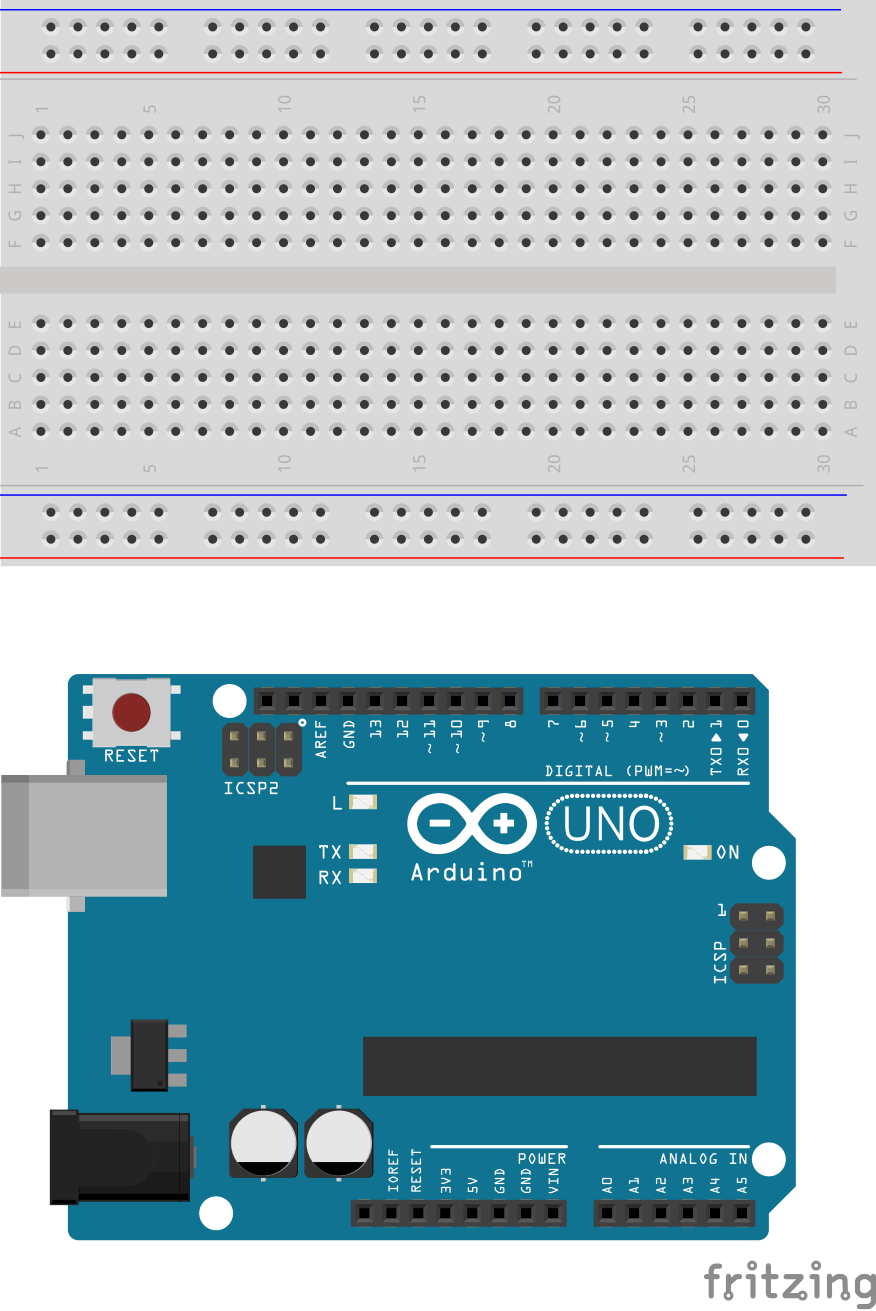 1 5 10 15 20 25 30
J J
I I
H H
G G
F F
E E
D D
C C
B B
A A
1 5 10 15 20 25 30
RESET
ICSP2
AREF GND 13 12 ~11 ~10 ~9 8 7 ~6 ~5 4 ~3 2 TX0▶1 RX0◀0
DIGITAL (PWM=~)
L
TX
RX
UNO
Arduino™
ON
1
ICSP
POWER
ANALOG IN
IOREF RESET 3V3 5V GND GND VIN A0 A1 A2 A3 A4 A5
fritzing